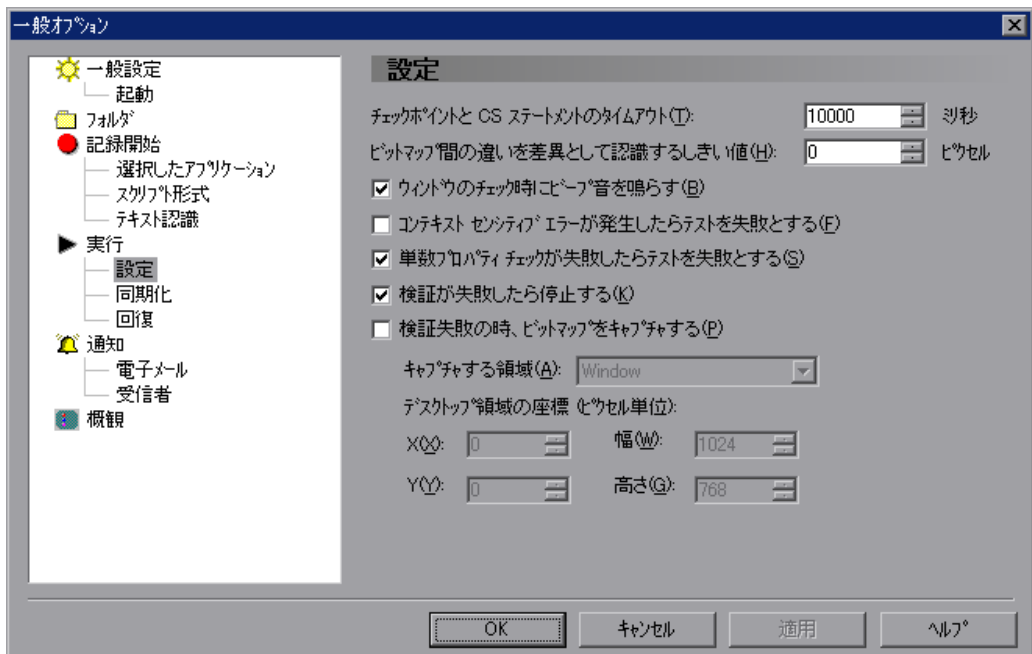 一般ｵﾌﾟｼｮﾝ
一般設定
起動
ﾌｫﾙﾀﾞ
記録開始
選択したｱﾌﾟﾘｹｰｼｮﾝ
ｽｸﾘﾌﾟﾄ形式
ﾃｷｽﾄ認識
実行
設定
同期化
回復
通知
電子ﾒｰﾙ
受信者
概観
設定
ﾁｪｯｸﾎﾟｲﾝﾄと CS ｽﾃｰﾄﾒﾝﾄのﾀｲﾑｱｳﾄ(T): 10000 ﾐﾘ秒
ﾋﾞｯﾄﾏｯﾌﾟ間の違いを差異として認識するしきい値(H): 0 ﾋﾟｸｾﾙ
ｳｨﾝﾄﾞｳのﾁｪｯｸ時にﾋﾞｰﾌﾟ音を鳴らす(B)
ｺﾝﾃｷｽﾄ ｾﾝｼﾃｨﾌﾞ ｴﾗｰが発生したらﾃｽﾄを失敗とする(F)
単数ﾌﾟﾛﾊﾟﾃｨ ﾁｪｯｸが失敗したらﾃｽﾄを失敗とする(S)
検証が失敗したら停止する(K)
検証失敗の時、ﾋﾞｯﾄﾏｯﾌﾟをｷｬﾌﾟﾁｬする(P)
ｷｬﾌﾟﾁｬする領域(A): Window
ﾃﾞｽｸﾄｯﾌﾟ領域の座標 (ﾋﾟｸｾﾙ単位):
X(X): 0 幅(W): 1024
Y(Y): 0 高さ(G): 768
OK ｷｬﾝｾﾙ 適用 ﾍﾙﾌﾟ